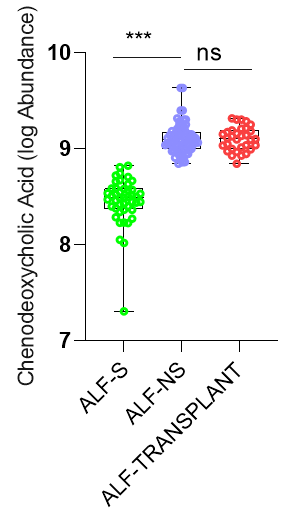 ***
ns
Chenodeoxycholic Acid (log Abundance)
10
9
8
7
ALF-S
ALF-NS
ALF-TRANSPLANT